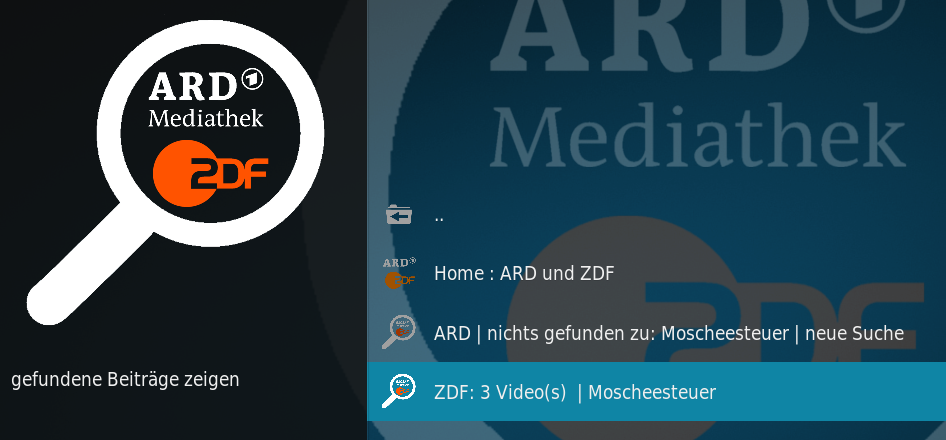 ARD
Mediathek
ZDF
gefundene Beiträge zeigen
ARD
Mediathek
ZDF
..
Home : ARD und ZDF
ARD | nichts gefunden zu: Moscheesteuer | neue Suche
ZDF: 3 Video(s) | Moscheesteuer